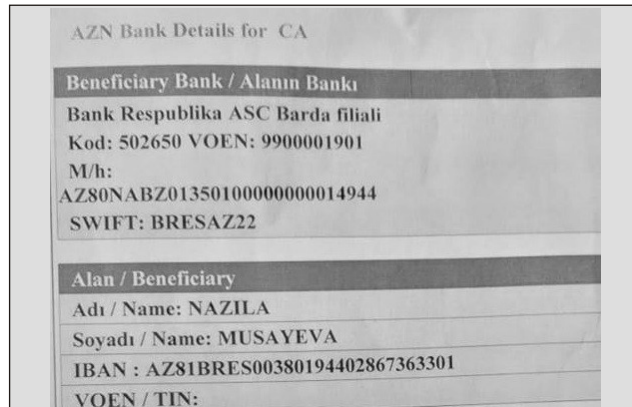 AZN Bank Details for CA
Beneficiary Bank / Alanın Bankı
Bank Respublika ASC Barda filiali
Kod: 502650 VOEN: 9900001901
M/h:
AZ80NABZ01350100000000014944
SWIFT: BRESAZ22
Alan / Beneficiary
Adı / Name: NAZILA
Soyadı / Name: MUSAYEVA
IBAN : AZ81BRES00380194402867363301
VOEN / TIN: